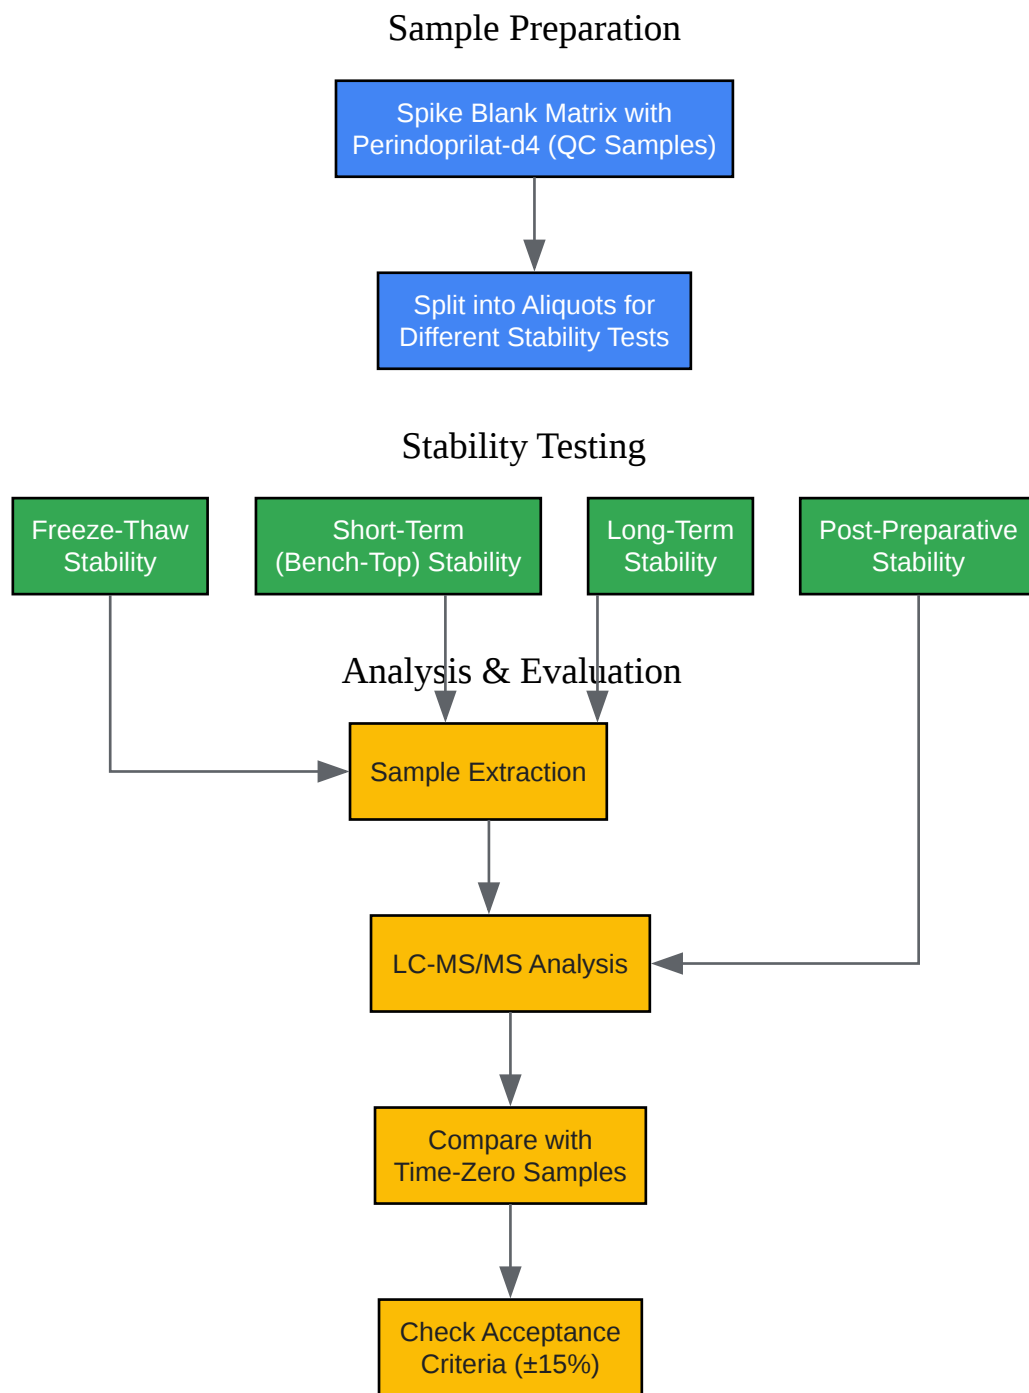 Sample Preparation
Spike Blank Matrix with
Perindoprilat-d4 (QC Samples)
Split into Aliquots for
Different Stability Tests
Stability Testing
Freeze-Thaw
Stability
Short-Term
(Bench-Top) Stability
Long-Term
Stability
Post-Preparative
Stability
Analysis & Evaluation
Sample Extraction
LC-MS/MS Analysis
Compare with
Time-Zero Samples
Check Acceptance
Criteria (±15%)